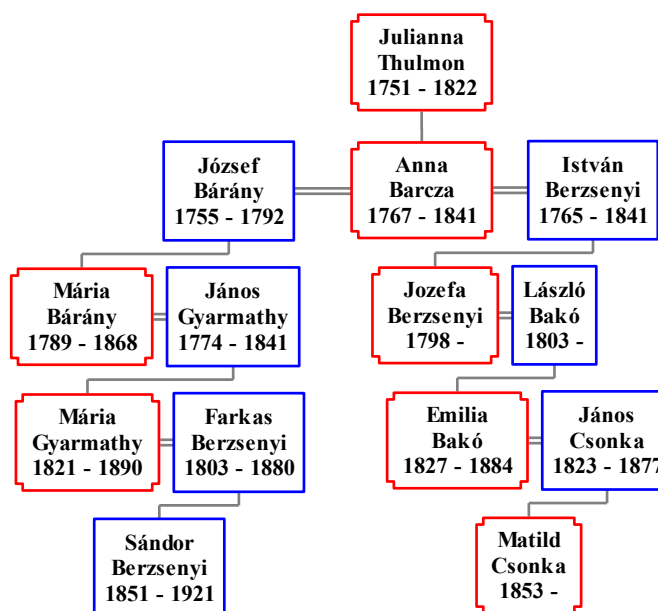 Julianna
Thulmon
1751 - 1822
József
Bárány
1755 - 1792
Anna
Barcza
1767 - 1841
István
Berzsenyi
1765 - 1841
Mária
Bárány
1789 - 1868
János
Gyarmathy
1774 - 1841
Jozefa
Berzsenyi
1798 -
László
Bakó
1803 -
Mária
Gyarmathy
1821 - 1890
Farkas
Berzsenyi
1803 - 1880
Emilia
Bakó
1827 - 1884
János
Csonka
1823 - 1877
Sándor
Berzsenyi
1851 - 1921
Matild
Csonka
1853 -